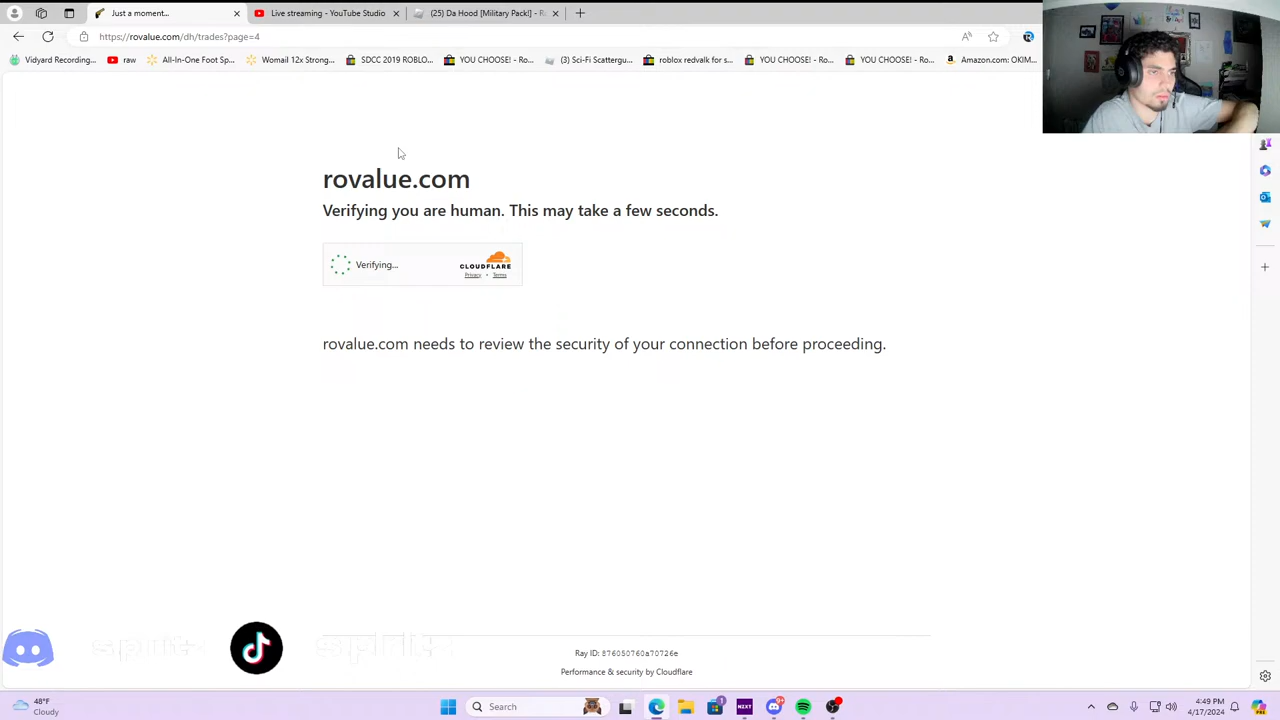 Just a moment...
Live streaming - YouTube Studio
(25) Da Hood [Military Pack!] - R
https://rovalue.com/dh/trades?page=4
Vidyard Recording...
raw
All-In-One Foot Sp...
Womail 12x Strong...
SDCC 2019 ROBLO...
YOU CHOOSE! - Ro...
(3) Sci-Fi Scattergu...
roblox redvalk for s...
YOU CHOOSE! - Ro...
YOU CHOOSE! - Ro...
Amazon.com: OKIM...
rovalue.com
Verifying you are human. This may take a few seconds.
Verifying...
CLOUDFLARE
Privacy • Terms
rovalue.com needs to review the security of your connection before proceeding.
spritz
spiritz
Ray ID: 876050760a70726e
Performance & security by Cloudflare
48°F
Cloudy
Search
NZXT
4:49 PM
4/17/2024